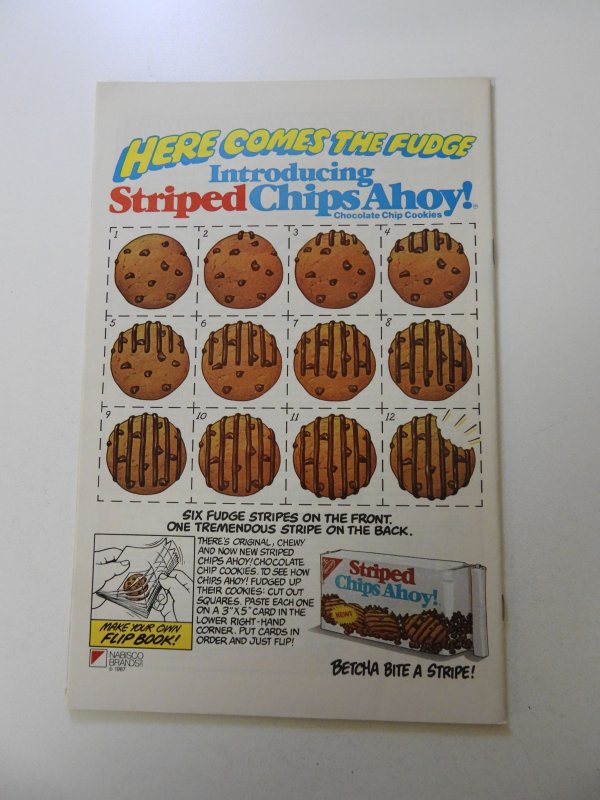 HERE COMES THE FUDGE
Introducing
Striped Chips Ahoy!®
Chocolate Chip Cookies
1 2 3 4
5 6 7 8
9 10 11 12
SIX FUDGE STRIPES ON THE FRONT.
ONE TREMENDOUS STRIPE ON THE BACK.
THERE'S ORIGINAL, CHEWY
AND NOW NEW STRIPED
CHIPS AHOY! CHOCOLATE
CHIP COOKIES. TO SEE HOW
CHIPS AHOY! FUDGED UP
THEIR COOKIES: CUT OUT
SQUARES. PASTE EACH ONE
ON A 3"X5" CARD IN THE
LOWER RIGHT-HAND
CORNER. PUT CARDS IN
ORDER AND JUST FLIP!
MAKE YOUR OWN
FLIP BOOK!
NABISCO
BRANDS
© 1987
Striped
Chips Ahoy!
NEW!
BETCHA BITE A STRIPE!